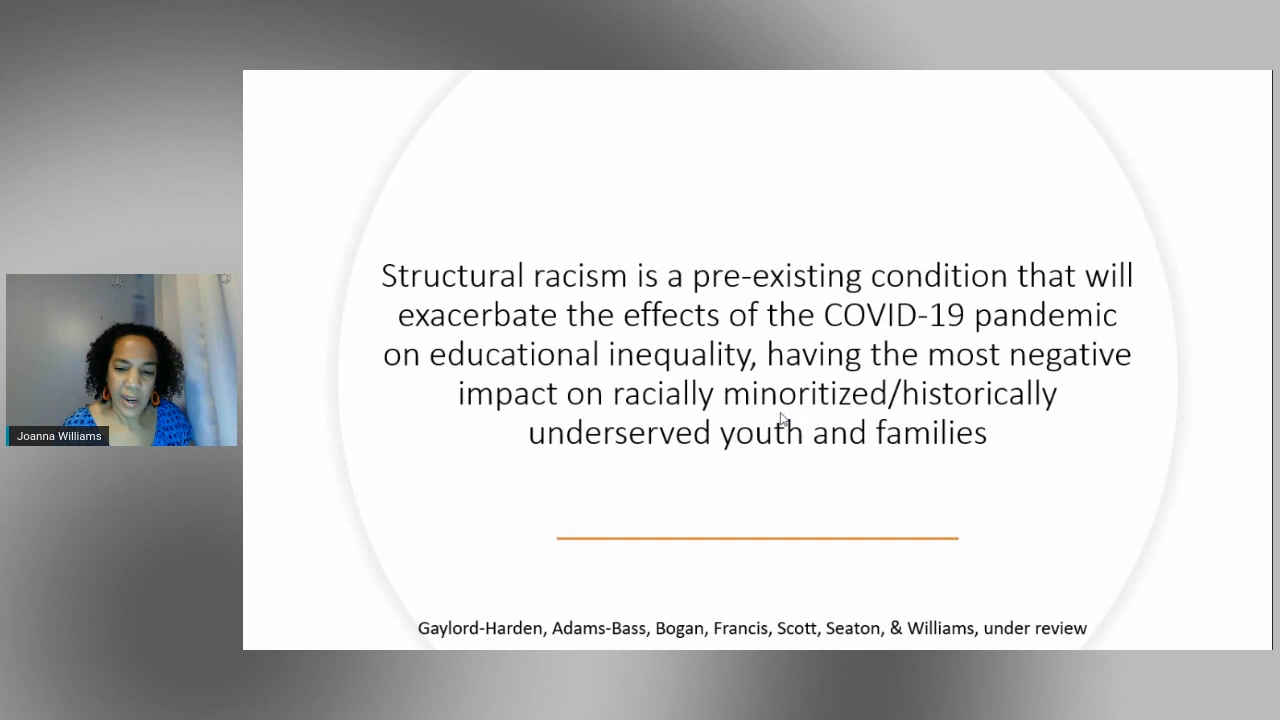 Structural racism is a pre-existing condition that will
exacerbate the effects of the COVID-19 pandemic
on educational inequality, having the most negative
impact on racially minoritized/historically
underserved youth and families
Joanna Williams
Gaylord-Harden, Adams-Bass, Bogan, Francis, Scott, Seaton, & Williams, under review